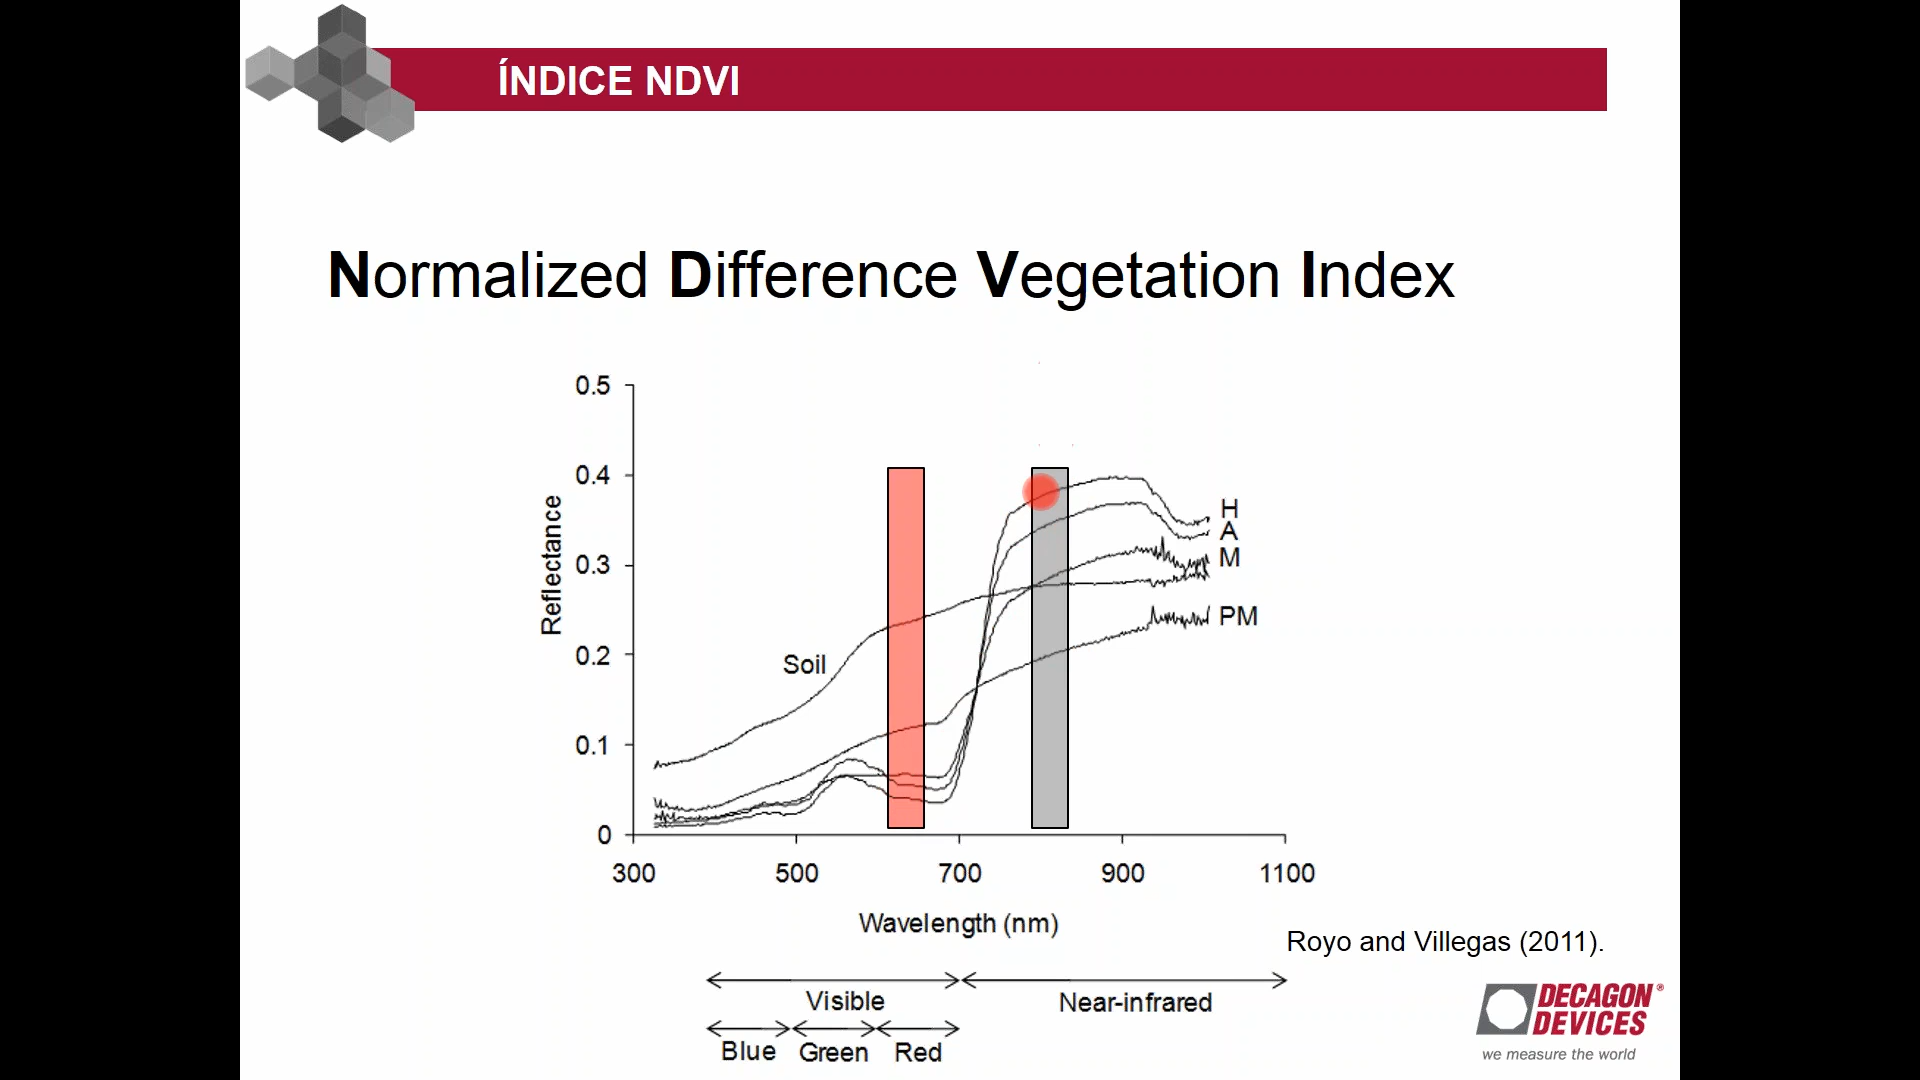 ÍNDICE NDVI
Normalized Difference Vegetation Index
0.5
0.4
0.3
0.2
0.1
0
Reflectance
Soil
H
A
M
PM
300 500 700 900 1100
Wavelength (nm)
Royo and Villegas (2011).
Visible Near-infrared
Blue Green Red
DECAGON®
DEVICES
we measure the world